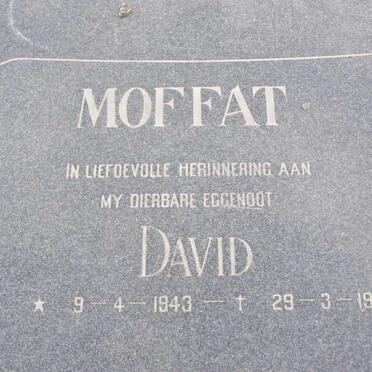 MOFFAT
IN LIEFDEVOLLE HERINNERING AAN
MY DIERBARE EGGENOOT
DAVID
★ 9-4-1943-✝ 29-3-19